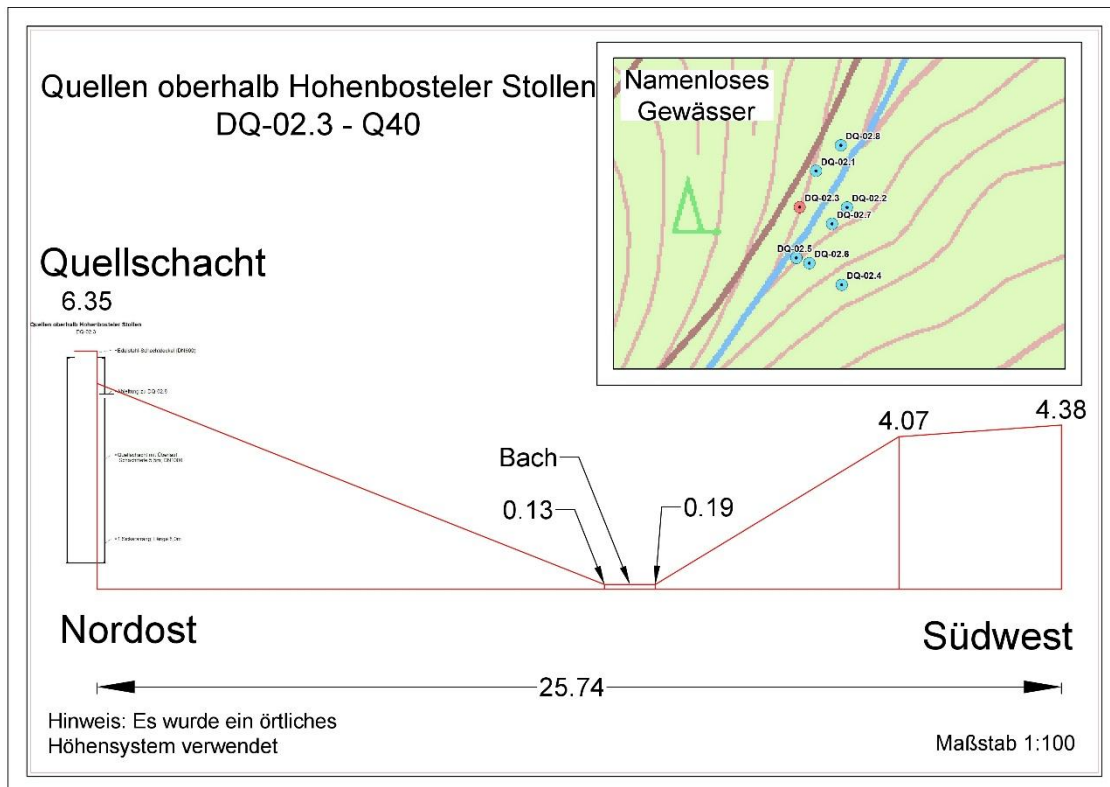 Quellen oberhalb Hohenbosteler Stollen
DQ-02.3 - Q40
Namenloses
Gewässer
DQ-02.8
DQ-02.1
DQ-02.3
DQ-02.2
DQ-02.7
DQ-02.5
DQ-02.6
DQ-02.4
Quellschacht
6.35
Quellen oberhalb Hohenbosteler Stollen
DQ-02.3
Bach
0.13
0.19
4.07
4.38
Nordost
Südwest
25.74
Hinweis: Es wurde ein örtliches
Höhensystem verwendet
Maßstab 1:100